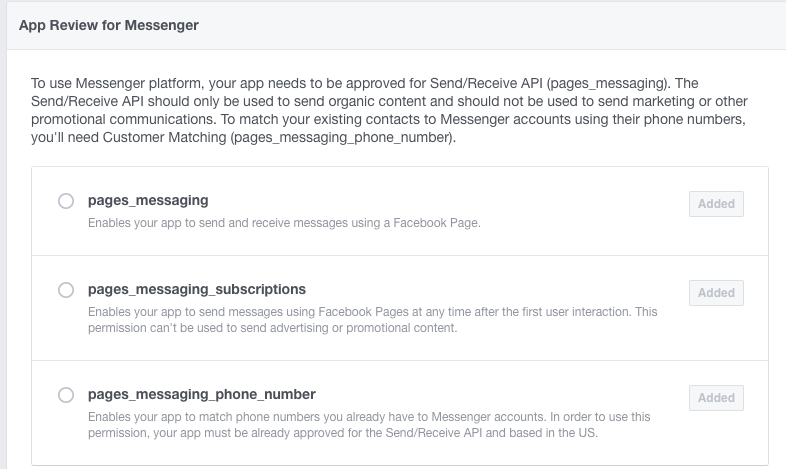 App Review for Messenger
To use Messenger platform, your app needs to be approved for Send/Receive API (pages_messaging). The
Send/Receive API should only be used to send organic content and should not be used to send marketing or other
promotional communications. To match your existing contacts to Messenger accounts using their phone numbers,
you'll need Customer Matching (pages_messaging_phone_number).
pages_messaging
Added
Enables your app to send and receive messages using a Facebook Page.
pages_messaging_subscriptions
Added
Enables your app to send messages using Facebook Pages at any time after the first user interaction. This
permission can't be used to send advertising or promotional content.
pages_messaging_phone_number
Added
Enables your app to match phone numbers you already have to Messenger accounts. In order to use this
permission, your app must be already approved for the Send/Receive API and based in the US.